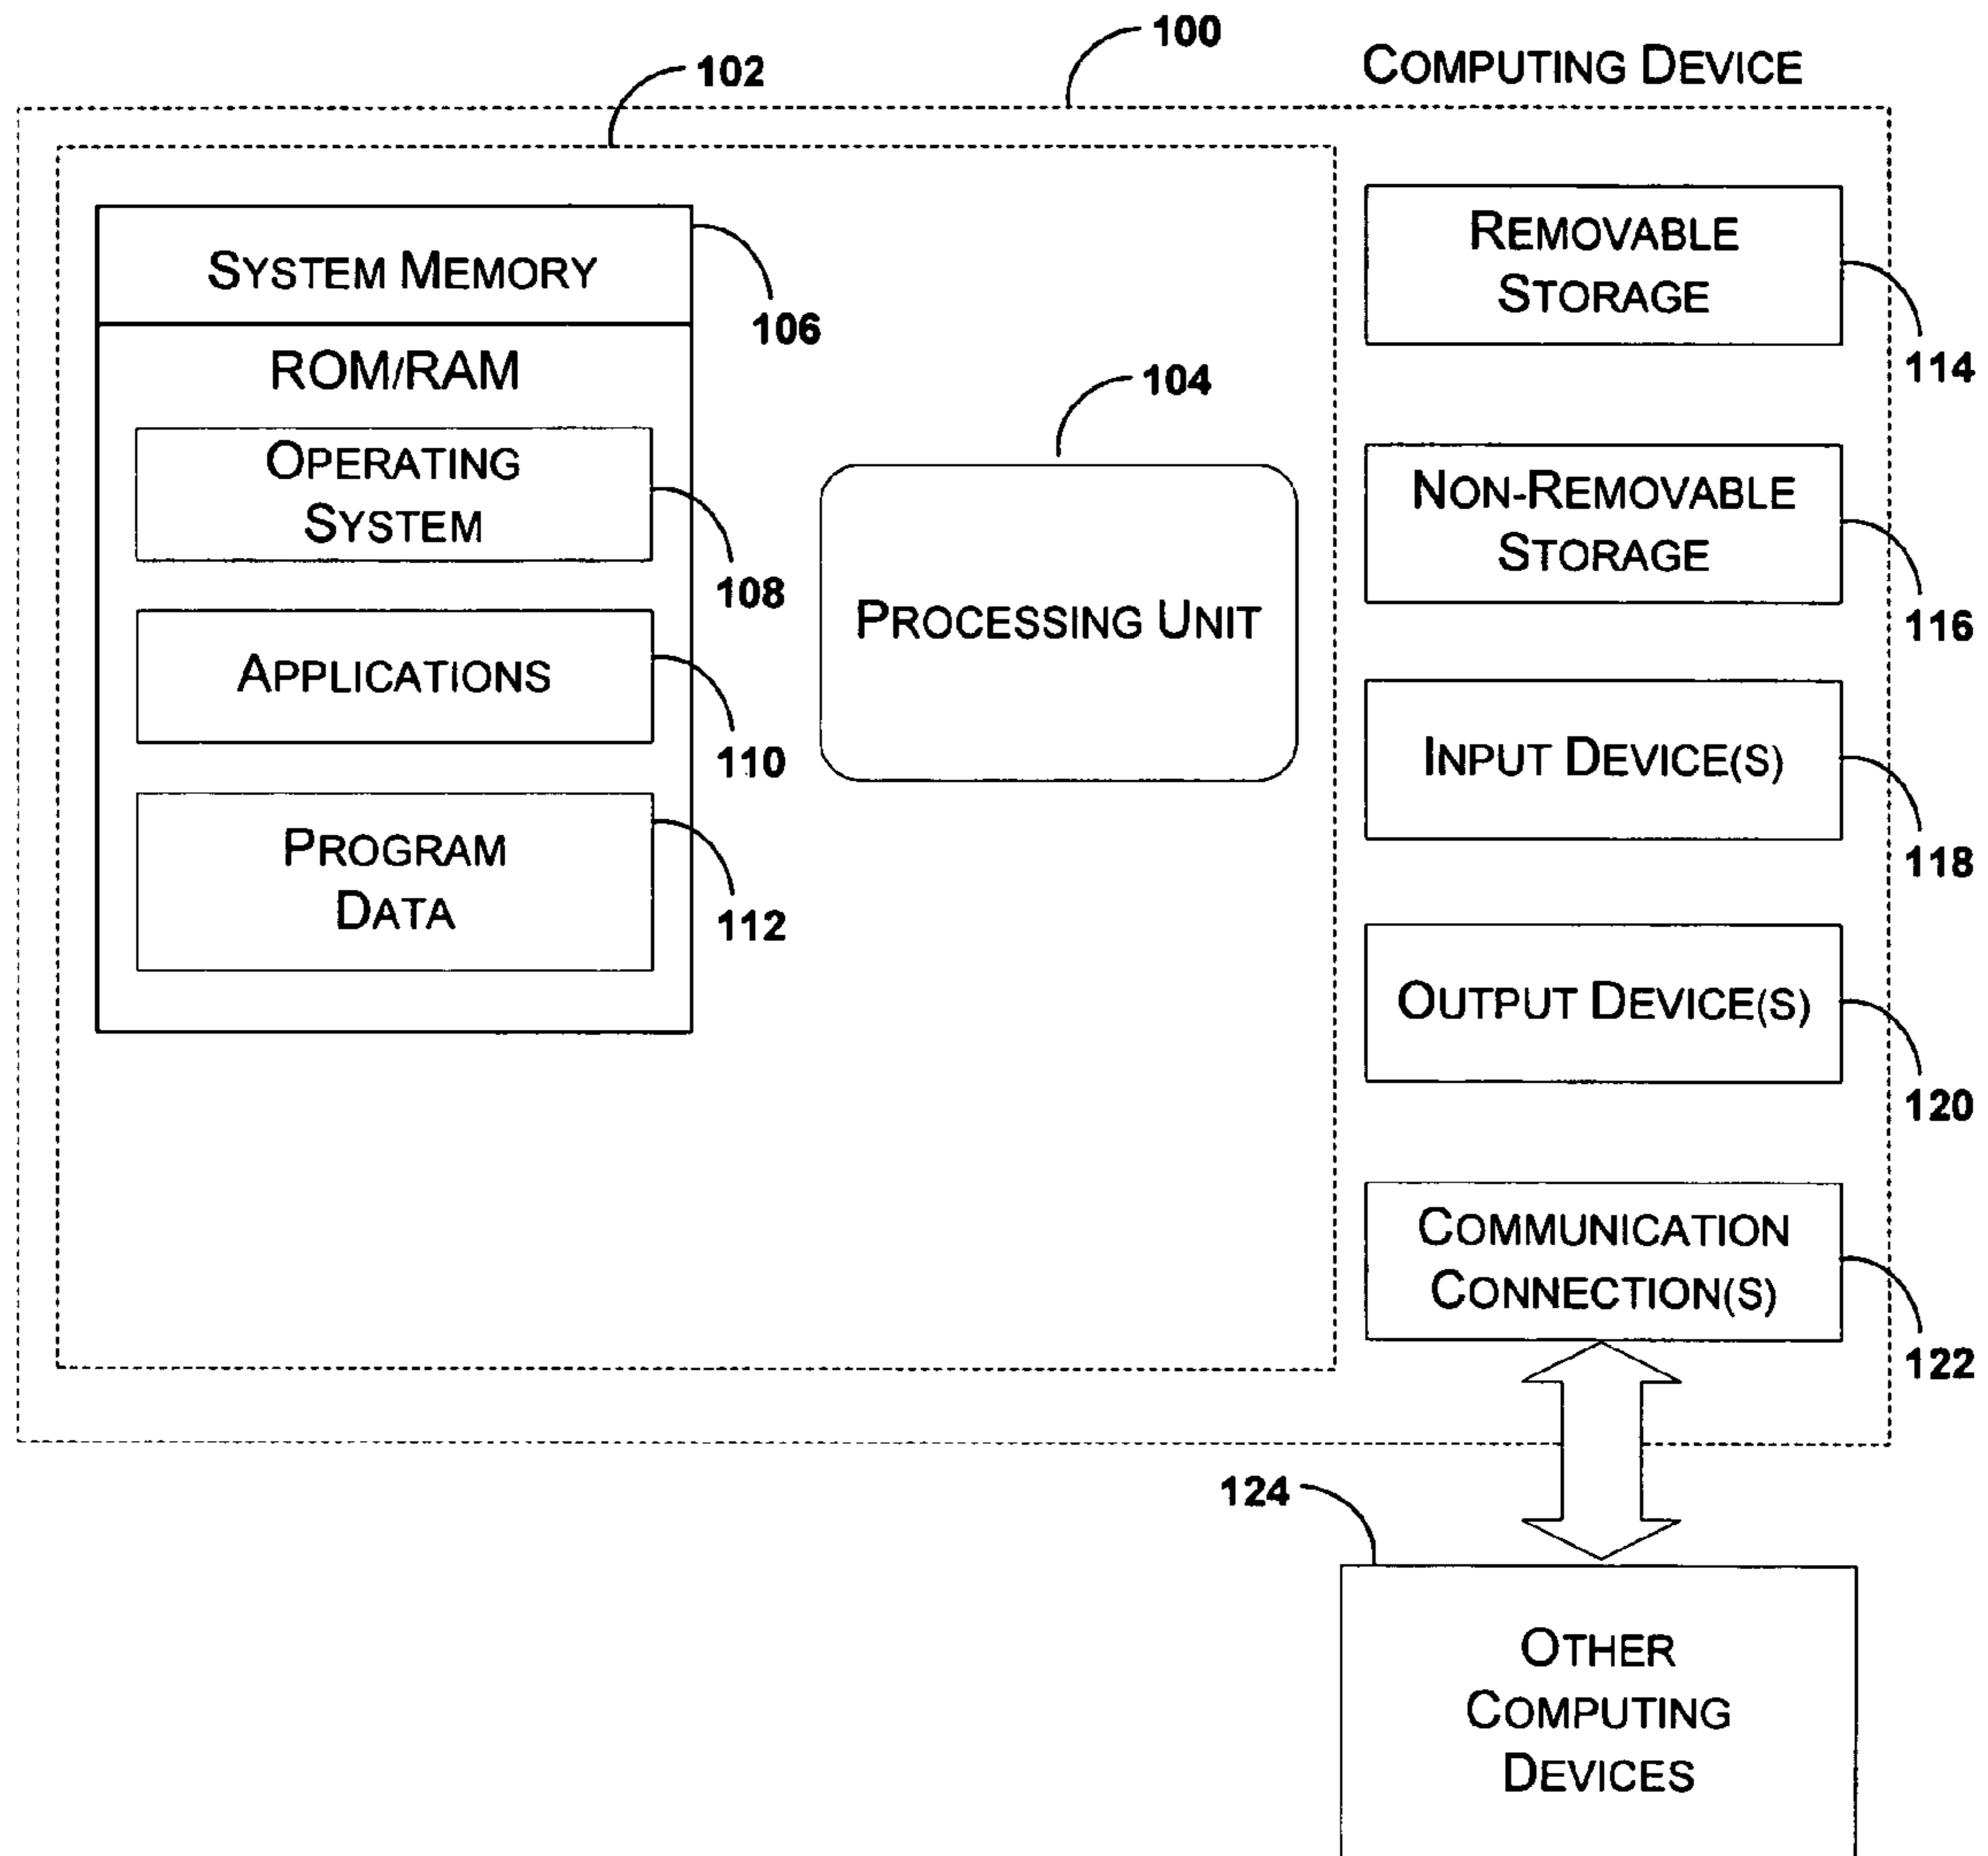 100
COMPUTING DEVICE
102
SYSTEM MEMORY
106
ROM/RAM
OPERATING
SYSTEM
108
APPLICATIONS
110
PROGRAM
DATA
112
104
PROCESSING UNIT
REMOVABLE
STORAGE
114
NON-REMOVABLE
STORAGE
116
INPUT DEVICE(S)
118
OUTPUT DEVICE(S)
120
COMMUNICATION
CONNECTION(S)
122
124
OTHER
COMPUTING
DEVICES